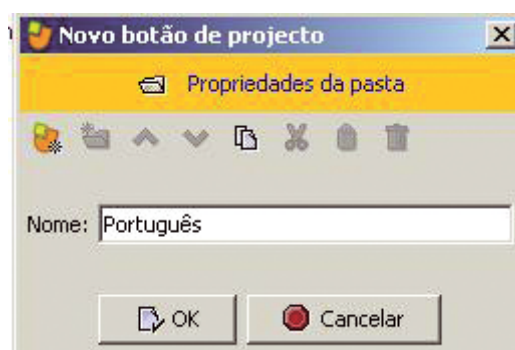 Novo botão de projecto
Propriedades da pasta
Nome: Português
OK Cancelar